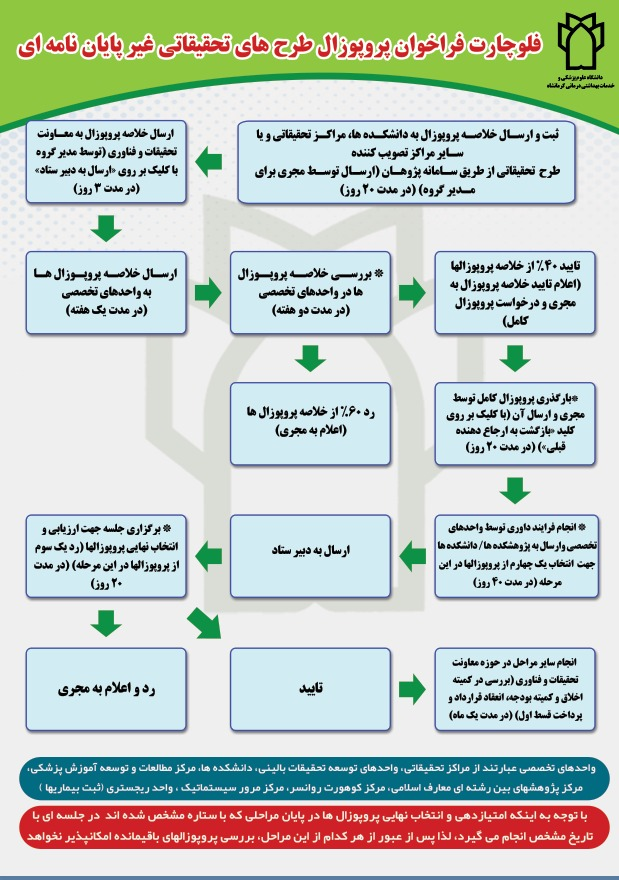 فلوچارت فراخوان پروپوزال طرح های تحقیقاتی غیر پایان نامه ای
دانشگاه علوم پزشکی و
خدمات بهداشتی درمانی کرمانشاه
ثبت و ارسال خلاصه پروپوزال به دانشکده ها، مراکز تحقیقاتی و یا
سایر مراکز تصویب کننده
طرح تحقیقاتی از طریق سامانه پژوهان (ارسال توسط مجری برای
مدیر گروه) (در مدت ۲۰ روز)
ارسال خلاصه پروپوزال به معاونت
تحقیقات و فناوری (توسط مدیر گروه
با کلیک بر روی «ارسال به دبیر ستاد»
(در مدت ۳ روز)
ارسال خلاصه پروپوزال ها
به واحدهای تخصصی
(در مدت یک هفته)
* بررسی خلاصه پروپوزال
ها در واحدهای تخصصی
(در مدت دو هفته)
تایید ۴۰٪ از خلاصه پروپوزالها
(اعلام تایید خلاصه پروپوزال به
مجری و درخواست پروپوزال
کامل)
رد ۶۰٪ از خلاصه پروپوزال ها
(اعلام به مجری)
*بارگذری پروپوزال کامل توسط
مجری و ارسال آن (با کلیک بر روی
کلید «بازگشت به ارجاع دهنده
قبلی») (در مدت ۲۰ روز)
* انجام فرایند داوری توسط واحدهای
تخصصی وارسال به پژوهشکده ها/ دانشکده ها
جهت انتخاب یک چهارم از پروپوزالها در این
مرحله (در مدت ۴۰ روز)
ارسال به دبیر ستاد
* برگزاری جلسه جهت ارزیابی و
انتخاب نهایی پروپوزالها (رد یک سوم
از پروپوزالها در این مرحله) (در مدت
۲۰ روز)
رد و اعلام به مجری
تایید
انجام سایر مراحل در حوزه معاونت
تحقیقات و فناوری (بررسی در کمیته
اخلاق و کمیته بودجه، انعقاد قرارداد و
پرداخت قسط اول) (در مدت یک ماه)
واحدهای تخصصی عبارتند از مراکز تحقیقاتی، واحدهای توسعه تحقیقات بالینی، دانشکده ها، مرکز مطالعات و توسعه آموزش پزشکی،
مرکز پژوهشهای بین رشته ای معارف اسلامی، مرکز کوهورت روانسر، مرکز مرور سیستماتیک ، واحد ریجستری (ثبت بیماریها )
با توجه به اینکه امتیازدهی و انتخاب نهایی پروپوزال ها در پایان مراحلی که با ستاره مشخص شده اند در جلسه ای با
تاریخ مشخص انجام می گیرد، لذا پس از عبور از هر کدام از این مراحل، بررسی پروپوزالهای باقیمانده امکانپذیر نخواهد